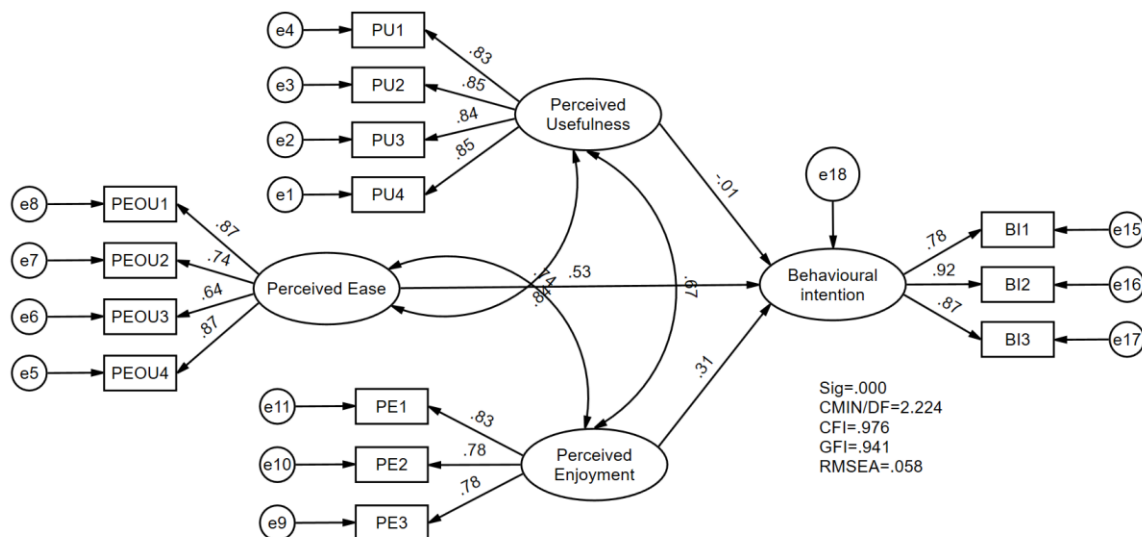 e4
PU1
.83
e3
PU2
.85
e2
PU3
.84
e1
PU4
.85
Perceived
Usefulness
-.01
e18
e8
PEOU1
.87
e7
PEOU2
.74
e6
PEOU3
.64
e5
PEOU4
.87
Perceived Ease
.74
.84
.53
.67
Behavioural
intention
.78
BI1
e15
.92
BI2
e16
.87
BI3
e17
.31
e11
PE1
.83
e10
PE2
.78
e9
PE3
.78
Perceived
Enjoyment
Sig=.000
CMIN/DF=2.224
CFI=.976
GFI=.941
RMSEA=.058